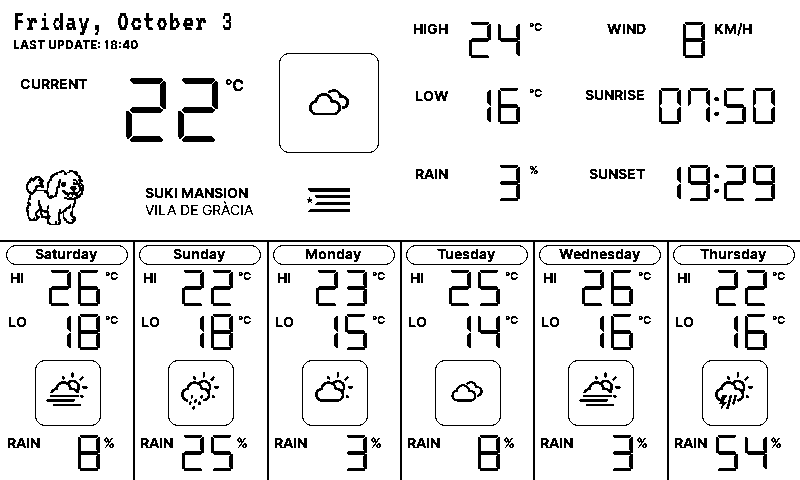 Friday, October 3
LAST UPDATE: 18:40
CURRENT 22 °C
SUKI MANSION
VILA DE GRÀCIA
HIGH 24 °C
LOW 16 °C
RAIN 3 %
WIND 8 KM/H
SUNRISE 07:50
SUNSET 19:29
Saturday
HI 26 °C
LO 18 °C
RAIN 8 %
Sunday
HI 22 °C
LO 18 °C
RAIN 25 %
Monday
HI 23 °C
LO 15 °C
RAIN 3 %
Tuesday
HI 25 °C
LO 14 °C
RAIN 8 %
Wednesday
HI 26 °C
LO 16 °C
RAIN 3 %
Thursday
HI 22 °C
LO 16 °C
RAIN 54 %